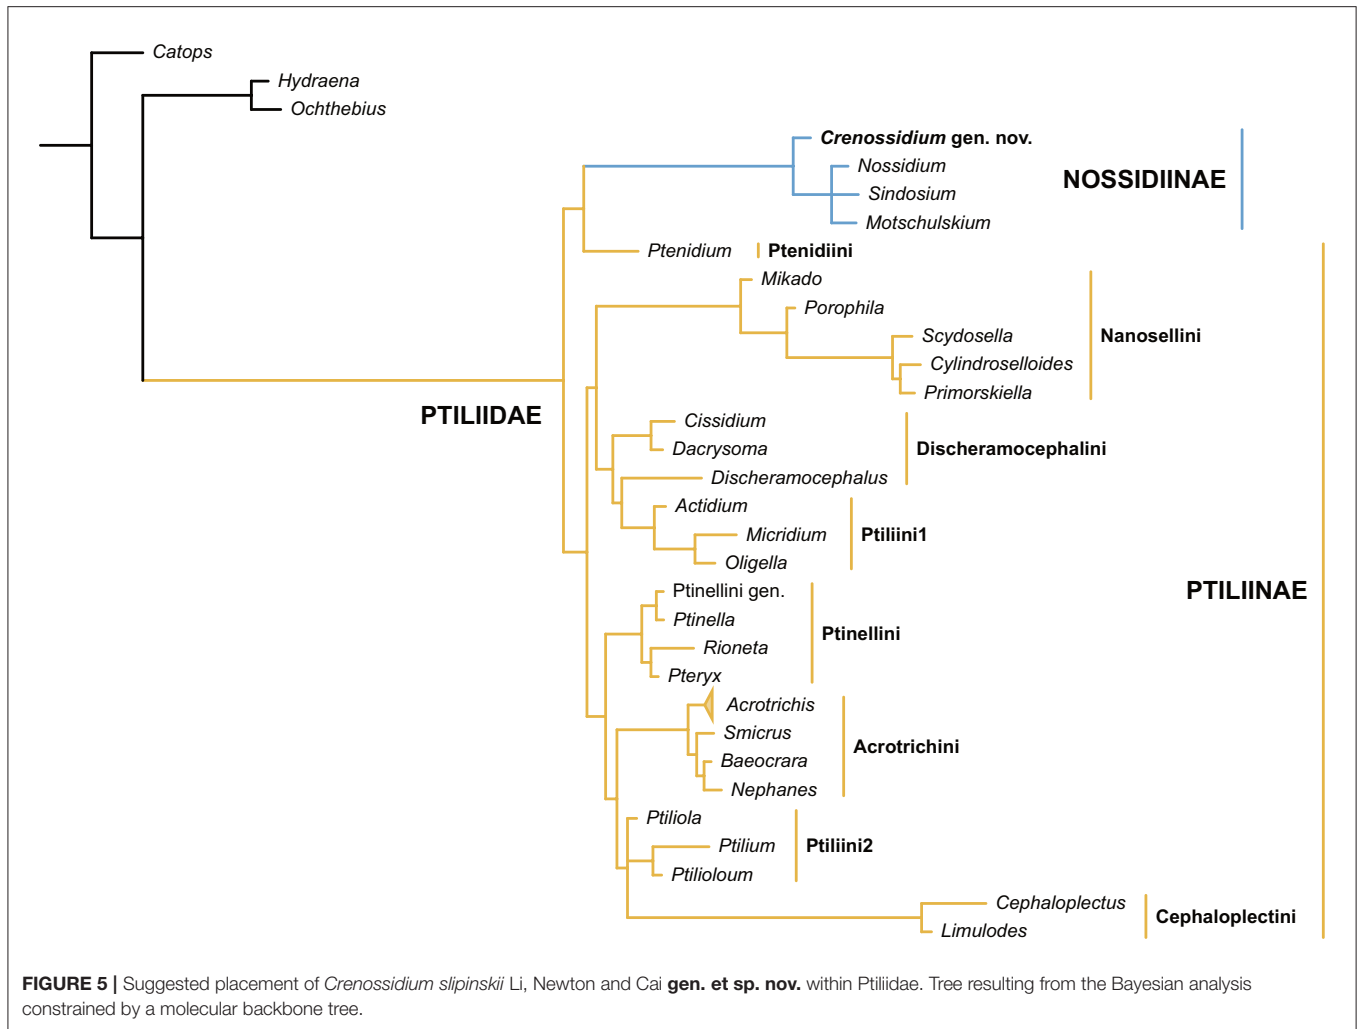 Catops
Hydraena
Ochthebius
Crenossidium gen. nov.
Nossidium
Sindosium
Motschulskium
NOSSIDIINAE
Ptenidium
Ptenidiini
Mikado
Porophila
Scydosella
Cylindroselloides
Primorskiella
Nanosellini
PTILIIDAE
Cissidium
Dacrysoma
Discheramocephalus
Discheramocephalini
Actidium
Micridium
Oligella
Ptiliini1
Ptinellini gen.
Ptinella
Rioneta
Pteryx
Ptinellini
PTILIINAE
Acrotrichis
Smicrus
Baeocrara
Nephanes
Acrotrichini
Ptiliola
Ptilium
Ptilioloum
Ptiliini2
Cephaloplectus
Limulodes
Cephaloplectini
FIGURE 5 | Suggested placement of Crenossidium slipinskii Li, Newton and Cai gen. et sp. nov. within Ptiliidae. Tree resulting from the Bayesian analysis
constrained by a molecular backbone tree.